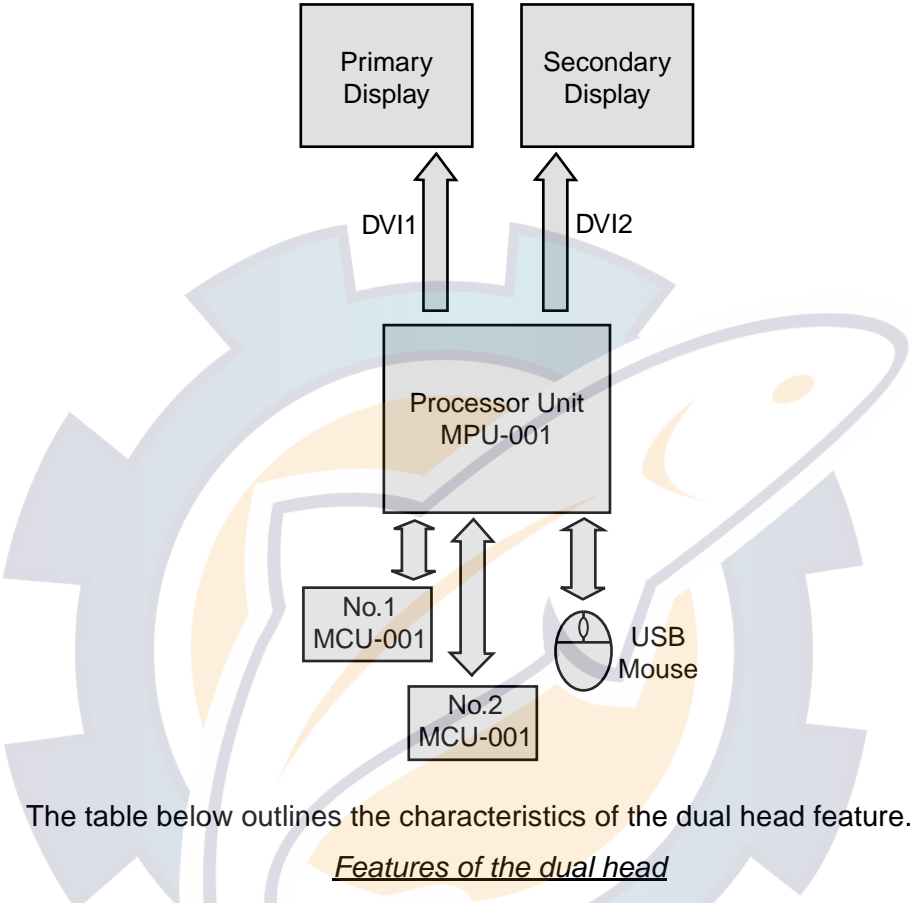 Primary
Display
Secondary
Display
DVI1
DVI2
Processor Unit
MPU-001
No.1
MCU-001
USB
Mouse
No.2
MCU-001
The table below outlines the characteristics of the dual head feature.
Features of the dual head